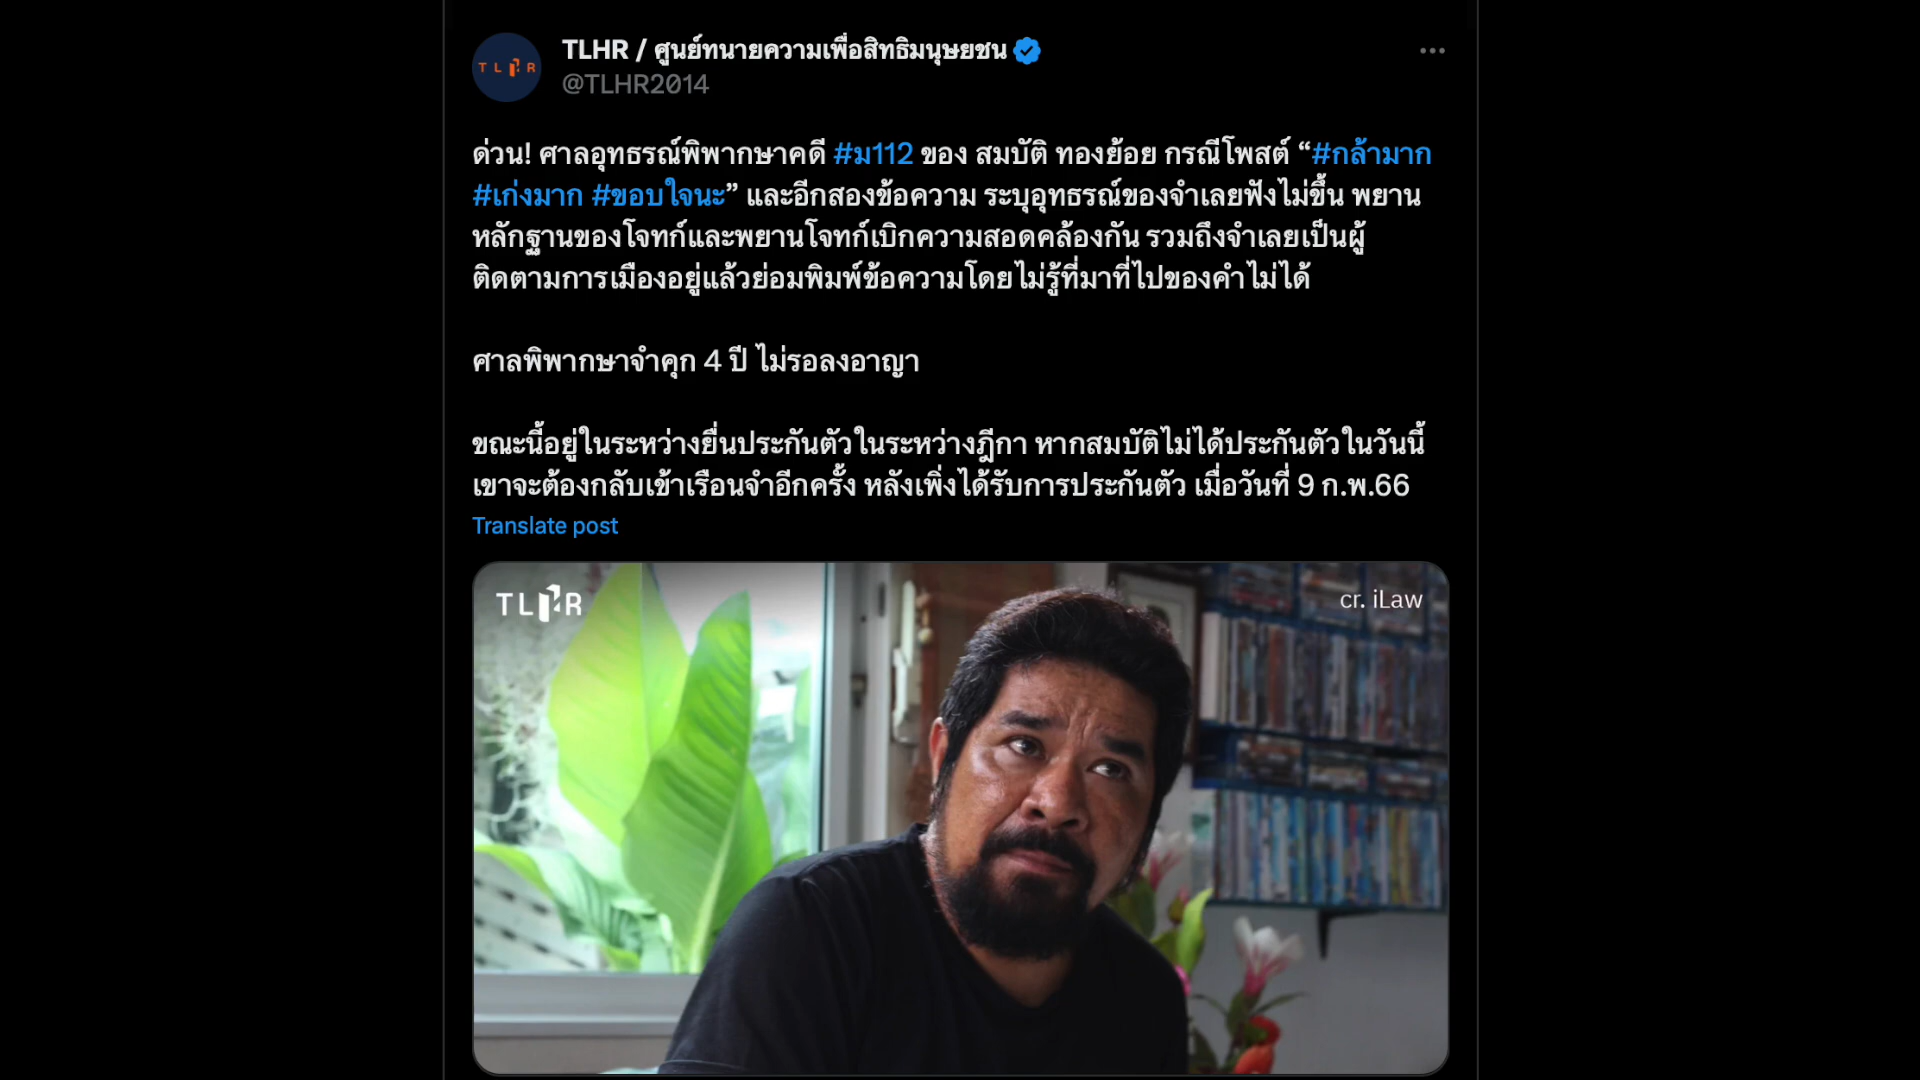 TLHR
TLHR / ศูนย์ทนายความเพื่อสิทธิมนุษยชน
@TLHR2014
ด่วน! ศาลอุทธรณ์พิพากษาคดี #ม112 ของ สมบัติ ทองย้อย กรณีโพสต์ “#กล้ามาก
#เก่งมาก #ขอบใจนะ” และอีกสองข้อความ ระบุอุทธรณ์ของจำเลยฟังไม่ขึ้น พยาน
หลักฐานของโจทก์และพยานโจทก์เบิกความสอดคล้องกัน รวมถึงจำเลยเป็นผู้
ติดตามการเมืองอยู่แล้วย่อมพิมพ์ข้อความโดยไม่รู้ที่มาที่ไปของคำไม่ได้
ศาลพิพากษาจำคุก 4 ปี ไม่รอลงอาญา
ขณะนี้อยู่ในระหว่างยื่นประกันตัวในระหว่างฎีกา หากสมบัติไม่ได้ประกันตัวในวันนี้
เขาจะต้องกลับเข้าเรือนจำอีกครั้ง หลังเพิ่งได้รับการประกันตัว เมื่อวันที่ 9 ก.พ.66
Translate post
TLHR
cr. iLaw